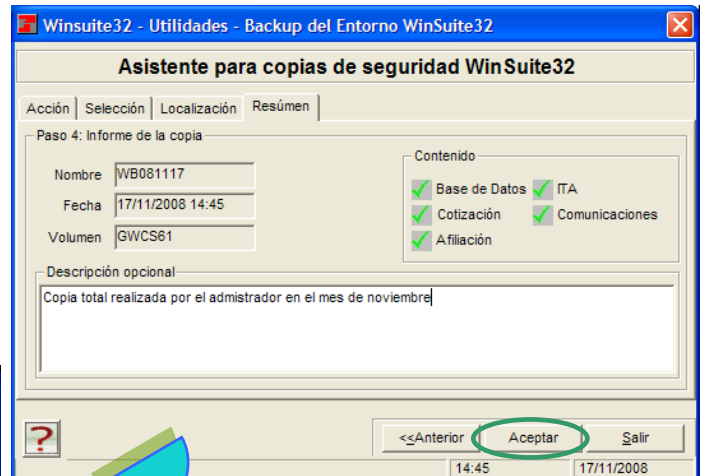 Winsuite32 - Utilidades - Backup del Entorno WinSuite32
Asistente para copias de seguridad WinSuite32
Acción Selección Localización Resúmen
Paso 4: Informe de la copia
Nombre WB081117
Fecha 17/11/2008 14:45
Volumen GWCS61
Contenido
Base de Datos ITA
Cotización Comunicaciones
Afiliación
Descripción opcional
Copia total realizada por el admistrador en el mes de noviembre
? <<Anterior Aceptar Salir
14:45 17/11/2008